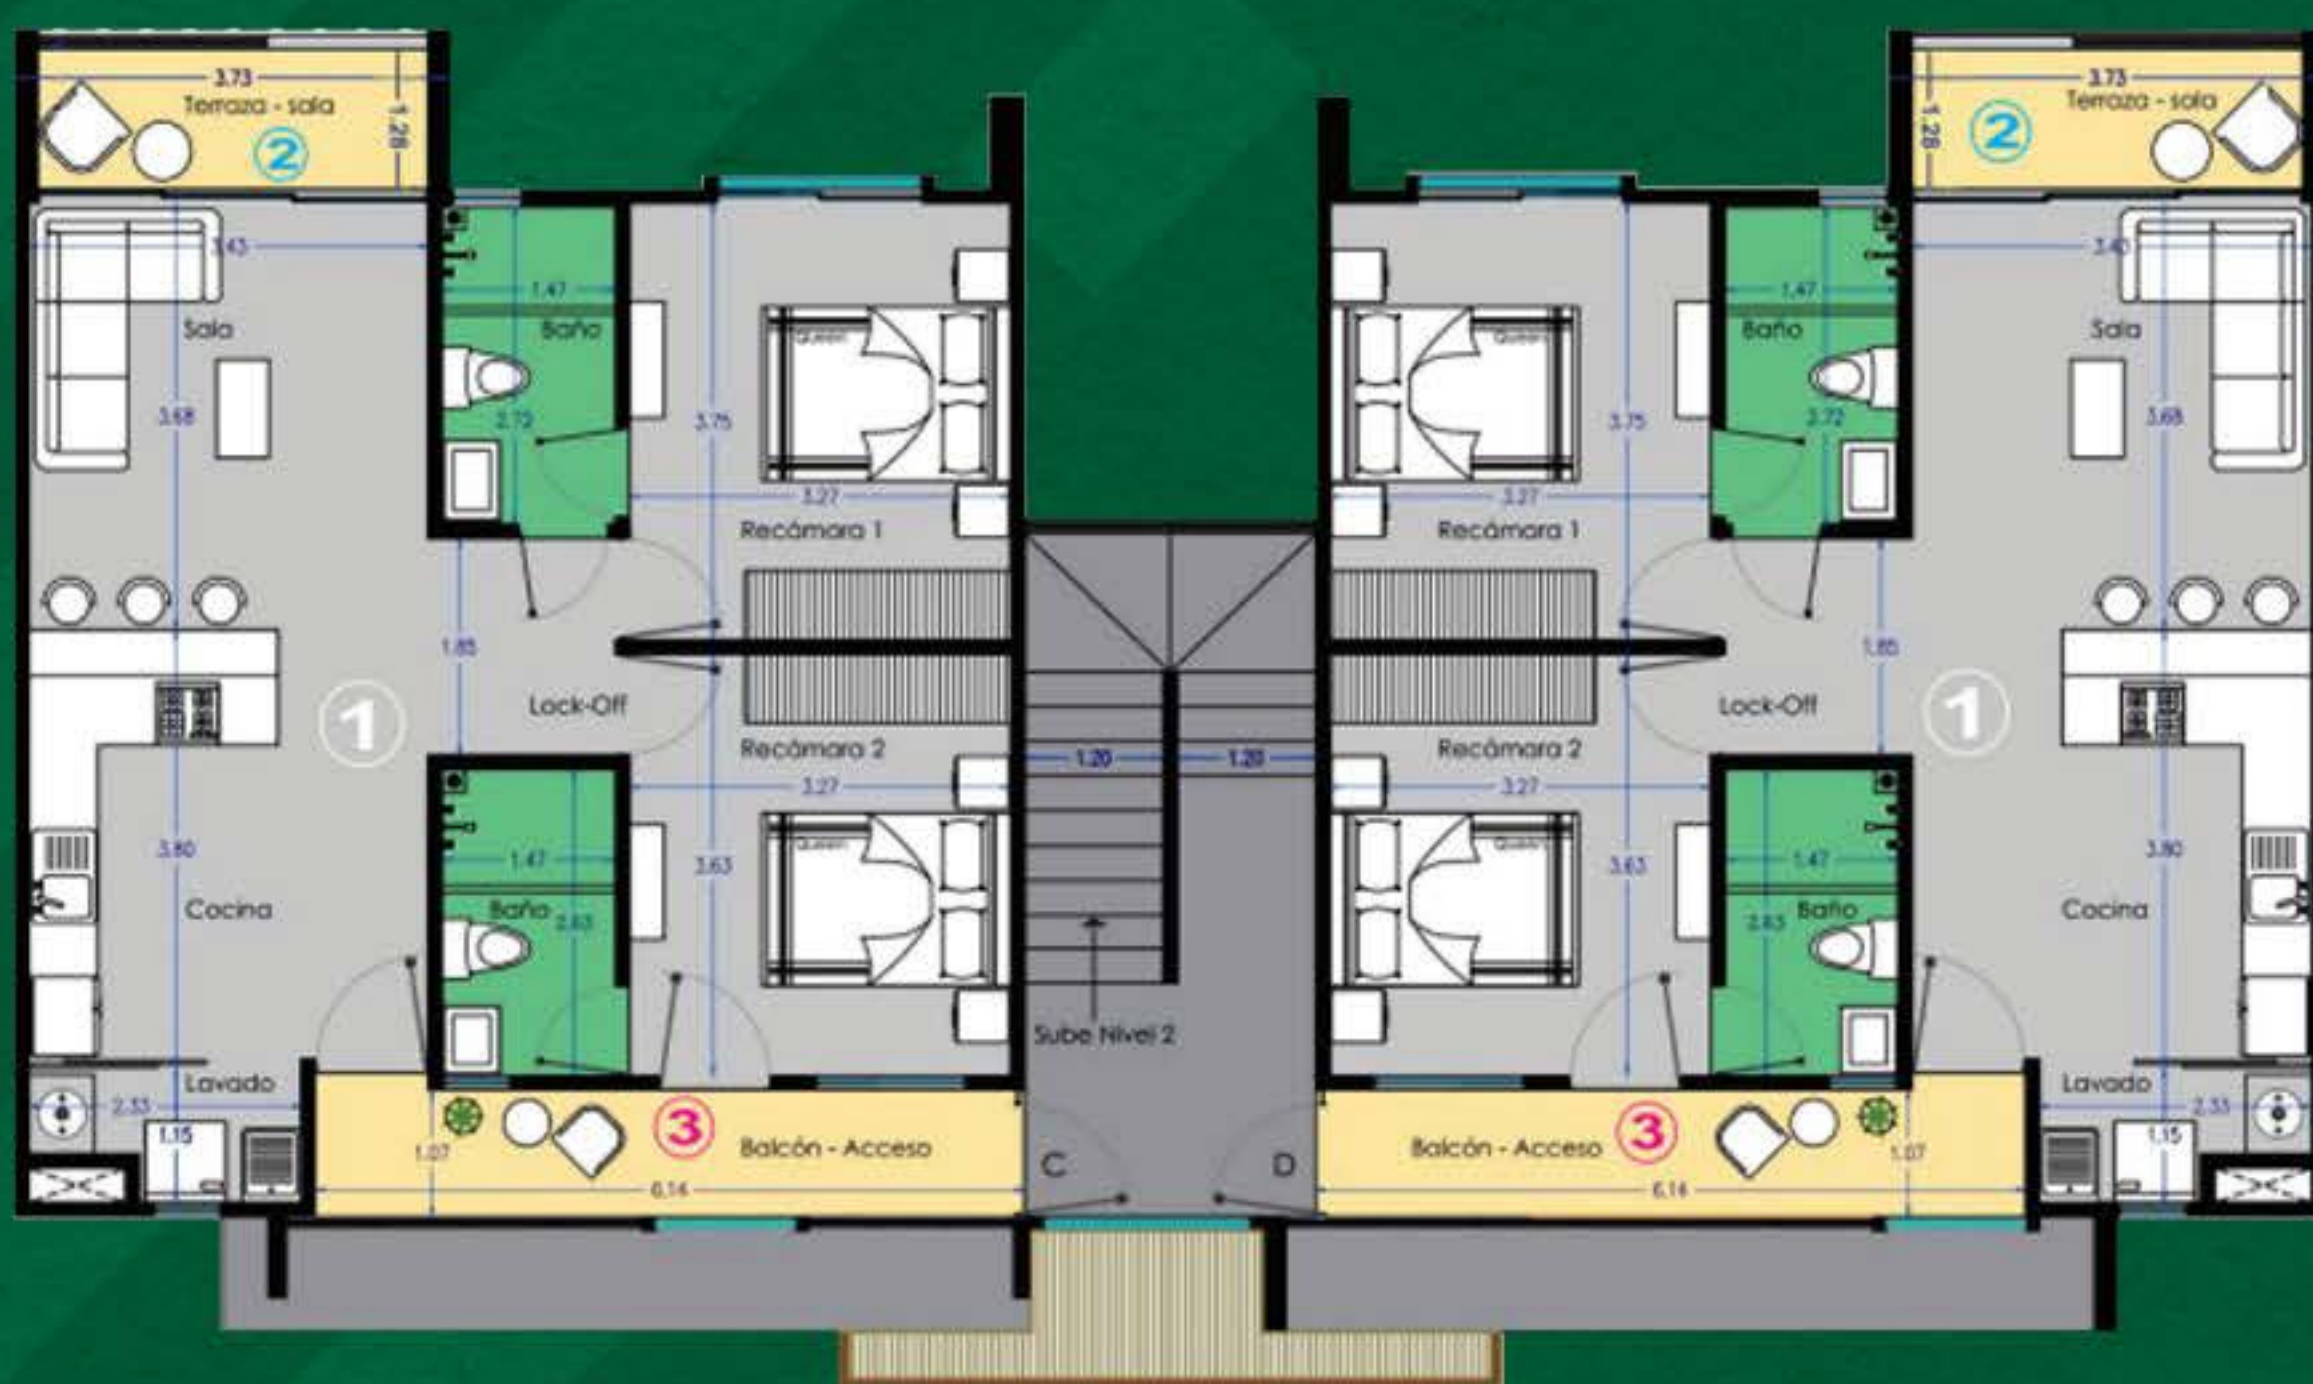 3.73
Terraza - sala
1.28
2
3.43
Sala
3.68
1.47
Baño
2.72
3.75
Queen
3.27
Recámara 1
1.85
Lock-Off
1
Recámara 2
3.27
3.80
Cocina
1.47
Baño
2.63
3.63
Queen
Lavado
2.33
1.15
1.07
3
Balcón - Acceso
6.14
1.20
1.20
Sube Nivel 2
C
D
3.73
Terraza - sala
1.28
2
3.43
Sala
3.68
1.47
Baño
2.72
3.75
Queen
3.27
Recámara 1
1.85
Lock-Off
1
Recámara 2
3.27
3.80
Cocina
1.47
Baño
2.63
3.63
Queen
Lavado
2.33
1.15
1.07
3
Balcón - Acceso
6.14